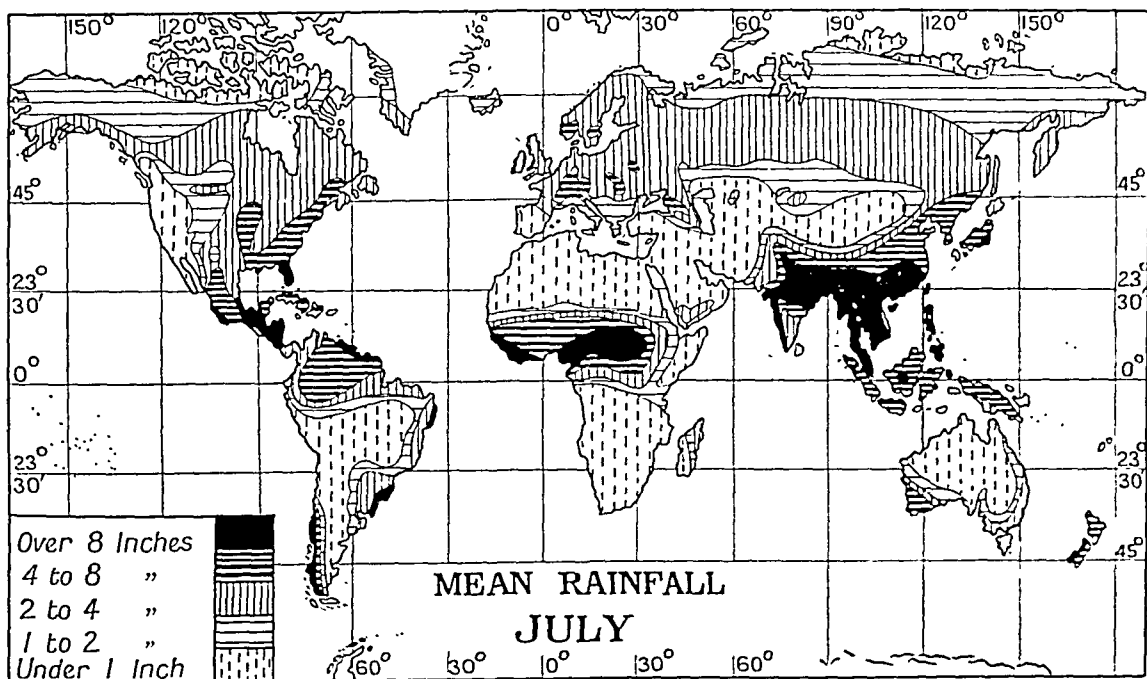 150° 120° 0° 30° 60° 90° 120° 150°
45° 45°
23° 30′ 23° 30′
0° 0°
23° 30′ 23° 30′
45°
Over 8 Inches
4 to 8 „
2 to 4 „
1 to 2 „
Under 1 Inch
MEAN RAINFALL
JULY
60° 30° 0° 30° 60° 120° 150°